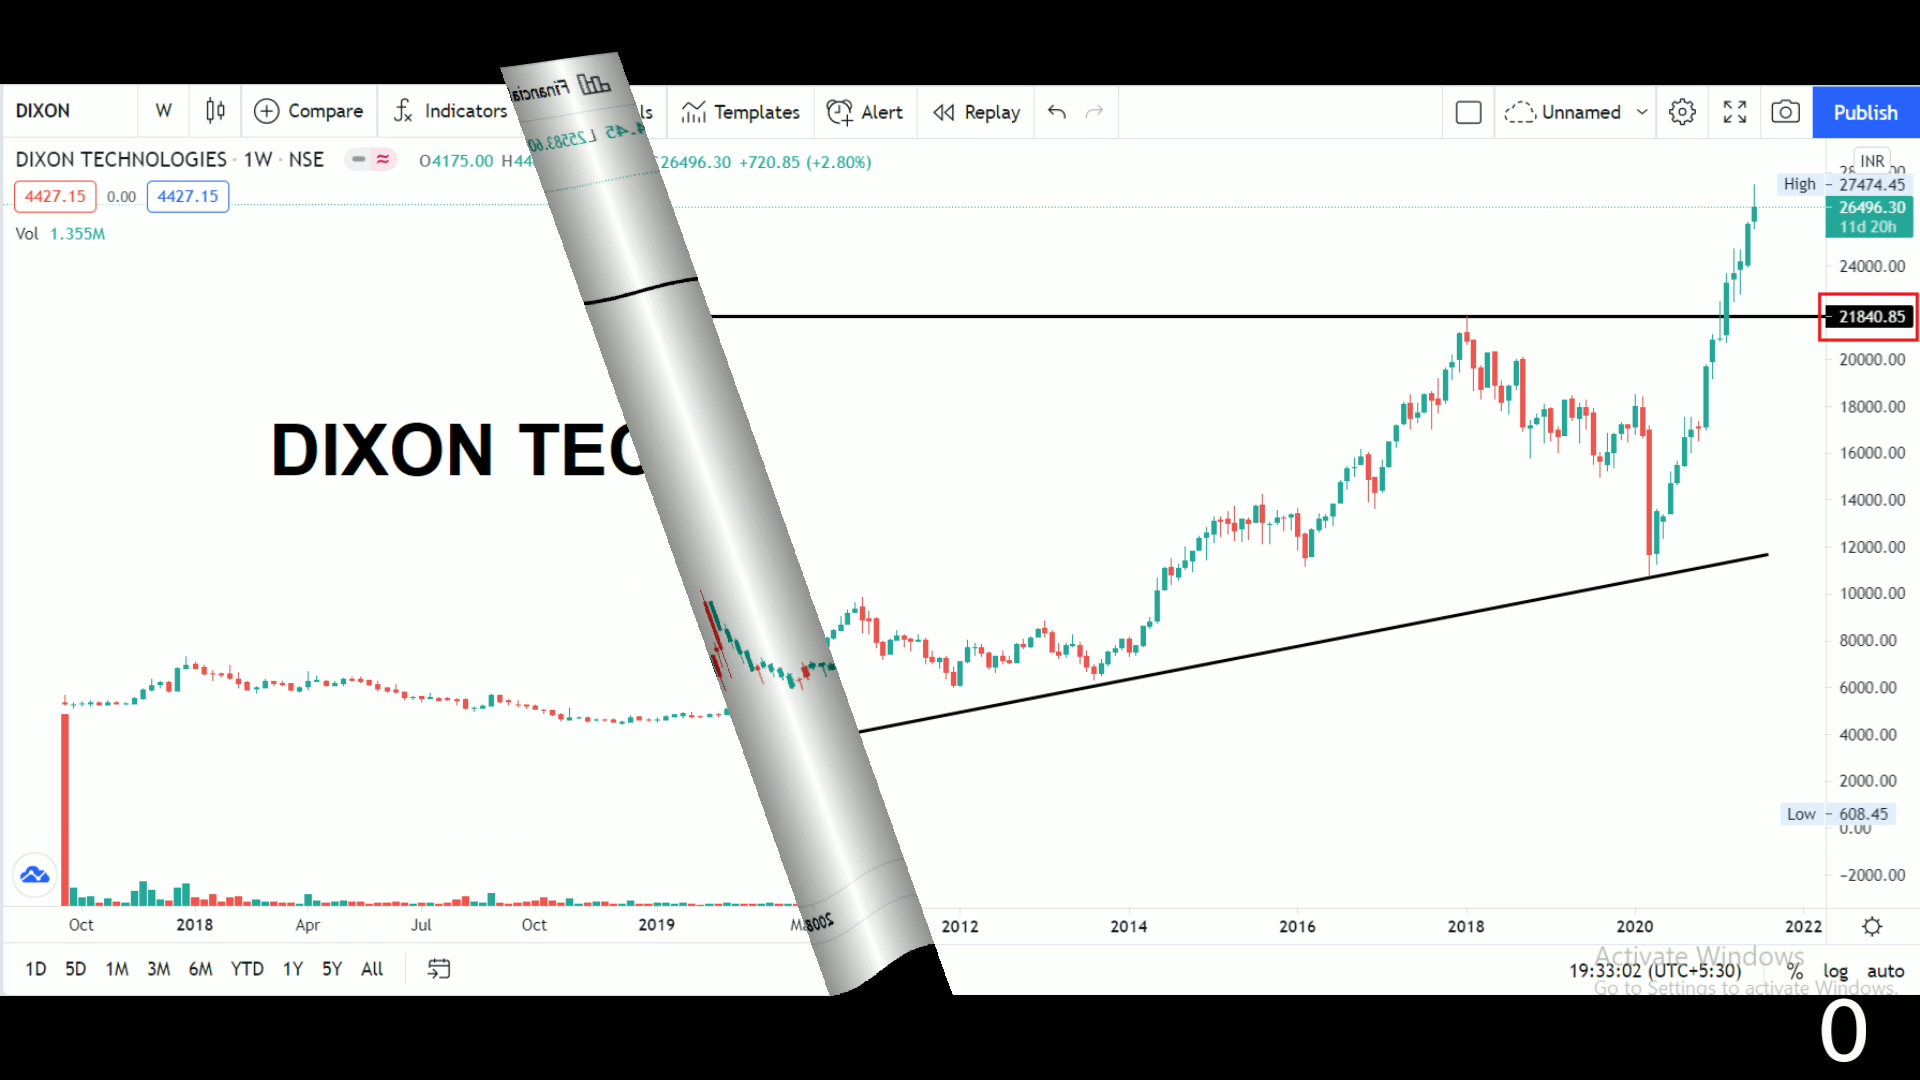 DIXON W Compare Indicators Templates Alert Replay Unnamed Publish
DIXON TECHNOLOGIES · 1W · NSE O4175.00 26496.30 +720.85 (+2.80%) INR
High 27474.45
4427.15 0.00 4427.15
26496.30
11d 20h
Vol 1.355M
24000.00
21840.85
20000.00
18000.00
DIXON TEC
16000.00
14000.00
12000.00
10000.00
8000.00
6000.00
4000.00
2000.00
Low 608.45
0.00
−2000.00
Oct 2018 Apr Jul Oct 2019 2008 2012 2014 2016 2018 2020 2022
1D 5D 1M 3M 6M YTD 1Y 5Y All 19:33:02 (UTC+5:30) % log auto
Activate Windows
Go to Settings to activate Windows.
0